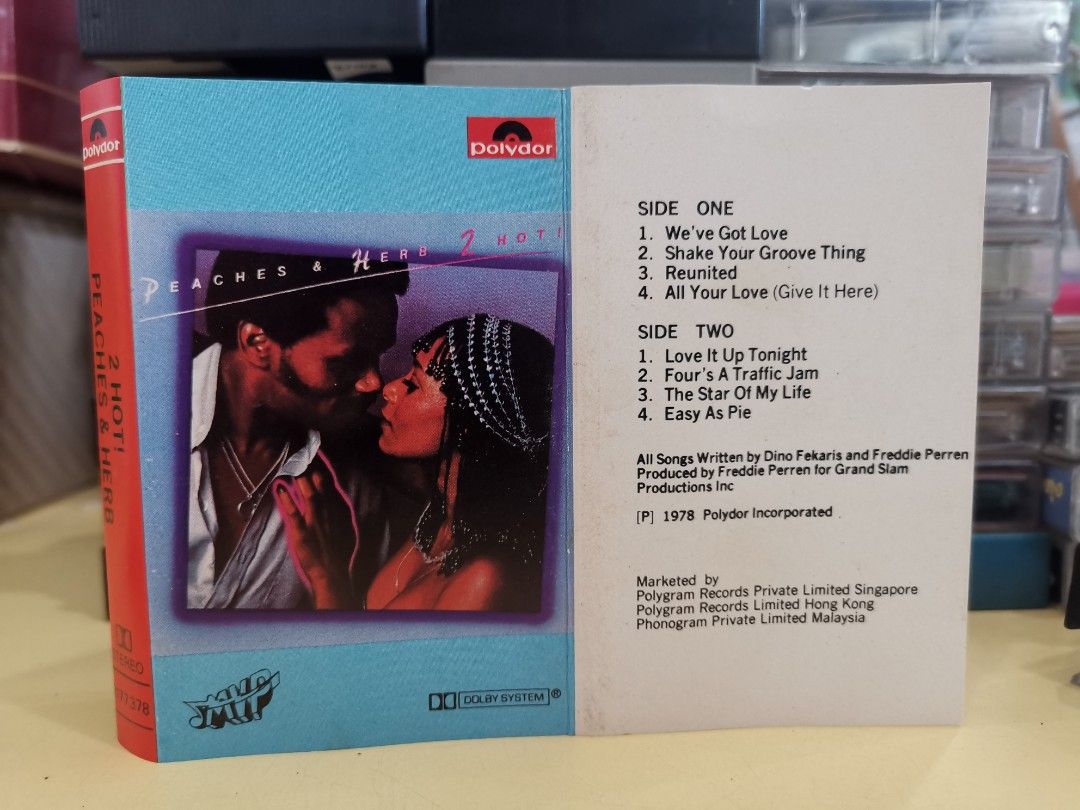 polydor
2 HOT!
PEACHES & HERB
STEREO
77 378
polydor
PEACHES & HERB 2 HOT!
MVP
DOLBY SYSTEM ®
SIDE ONE
1. We've Got Love
2. Shake Your Groove Thing
3. Reunited
4. All Your Love (Give It Here)
SIDE TWO
1. Love It Up Tonight
2. Four's A Traffic Jam
3. The Star Of My Life
4. Easy As Pie
All Songs Written by Dino Fekaris and Freddie Perren
Produced by Freddie Perren for Grand Slam
Productions Inc
[P] 1978 Polydor Incorporated
Marketed by
Polygram Records Private Limited Singapore
Polygram Records Limited Hong Kong
Phonogram Private Limited Malaysia